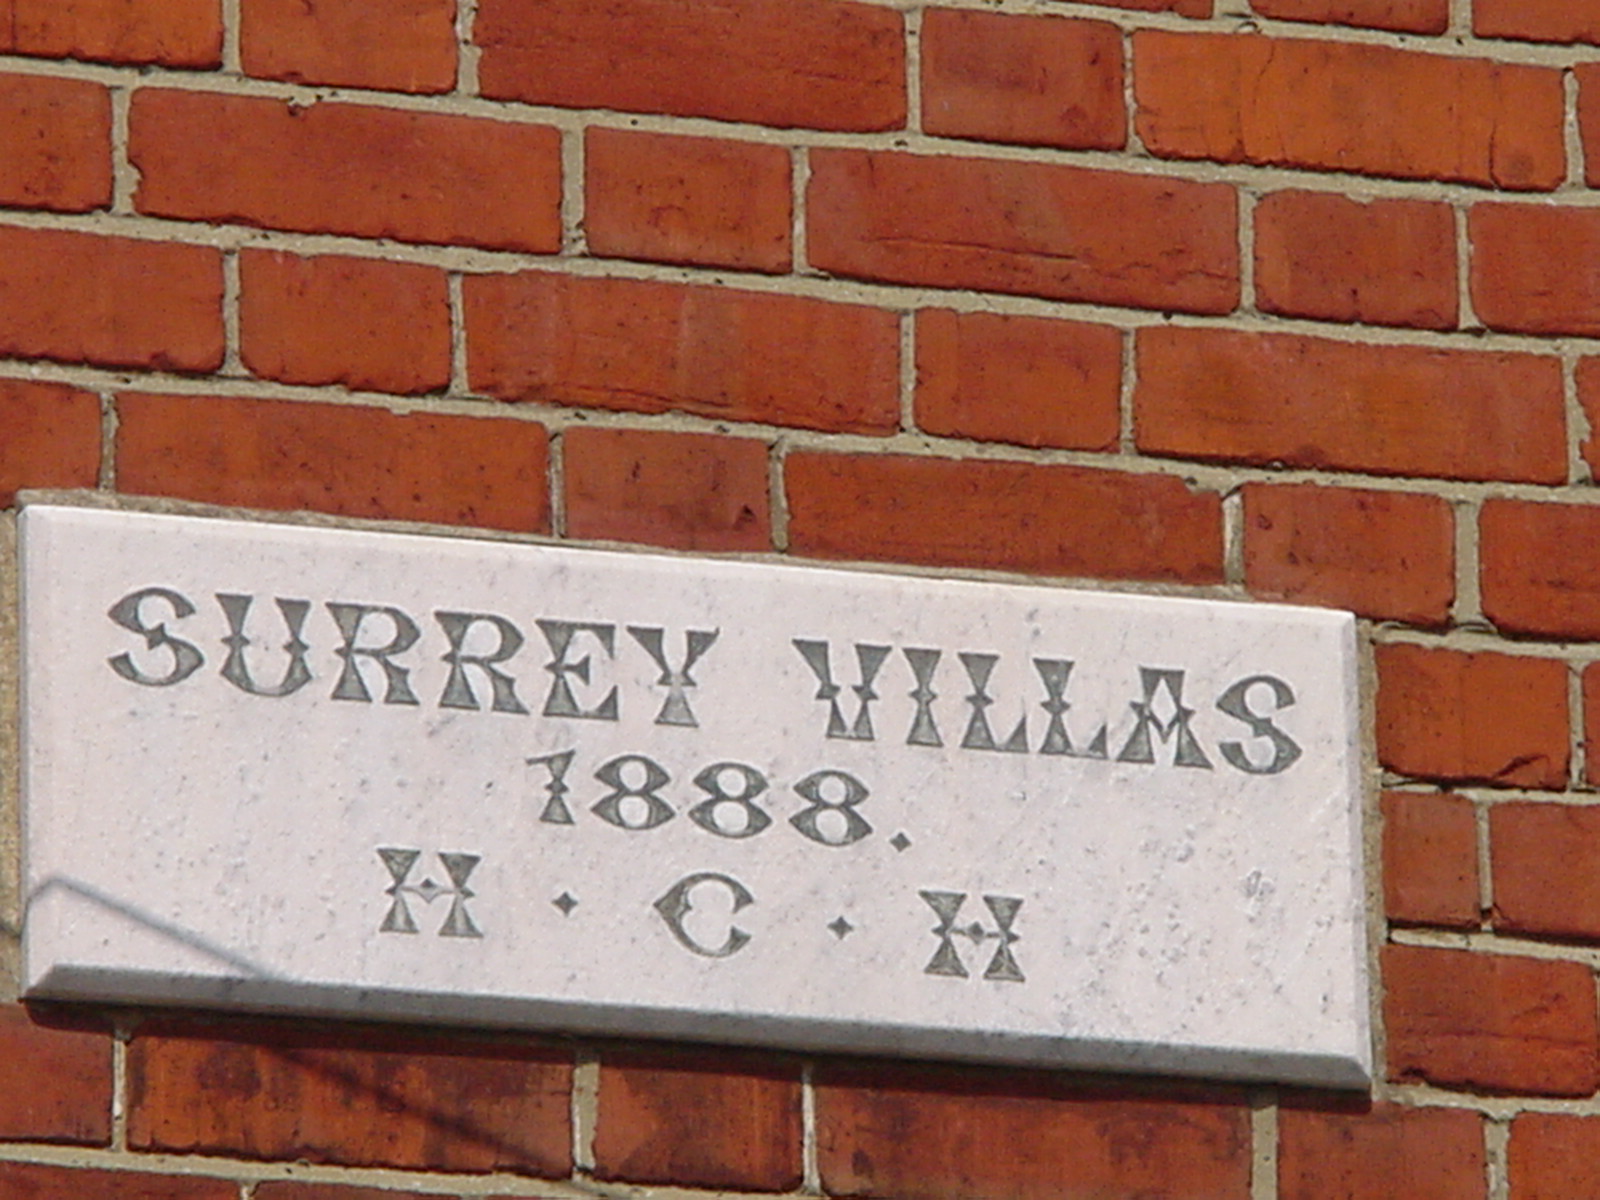 SURREY VILLAS
1888.
H · C · H